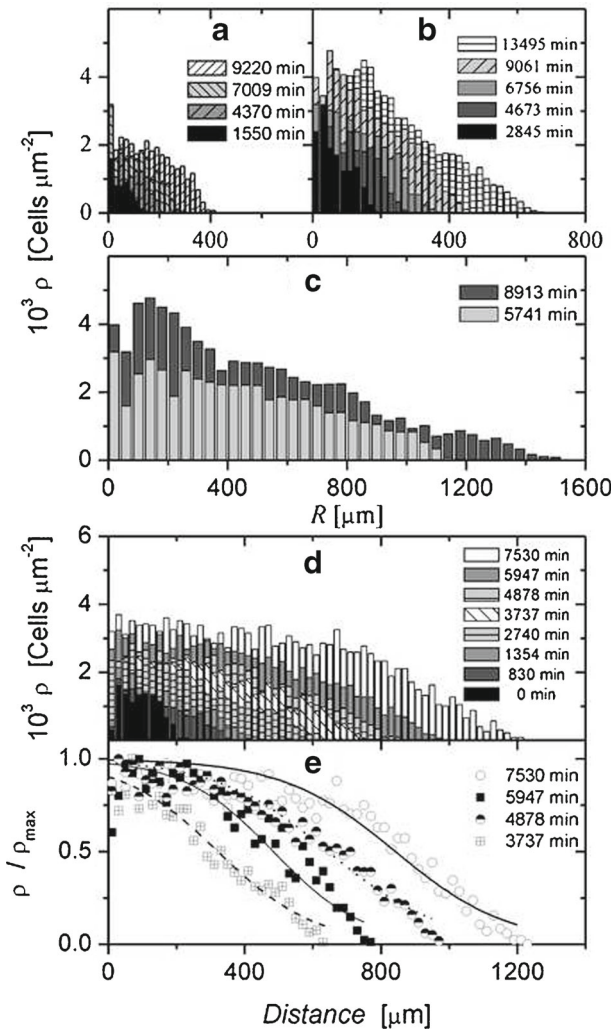 a
b
9220 min
7009 min
4370 min
1550 min
13495 min
9061 min
6756 min
4673 min
2845 min
4
2
0
0 400
0 400 800
10³ ρ [Cells μm⁻²]
c
8913 min
5741 min
4
2
0
0 400 800 1200 1600
R [μm]
d
7530 min
5947 min
4878 min
3737 min
2740 min
1354 min
830 min
0 min
6
4
2
10³ ρ [Cells μm⁻²]
e
7530 min
5947 min
4878 min
3737 min
1.0
0.5
0.0
ρ / ρmax
0 400 800 1200
Distance [μm]